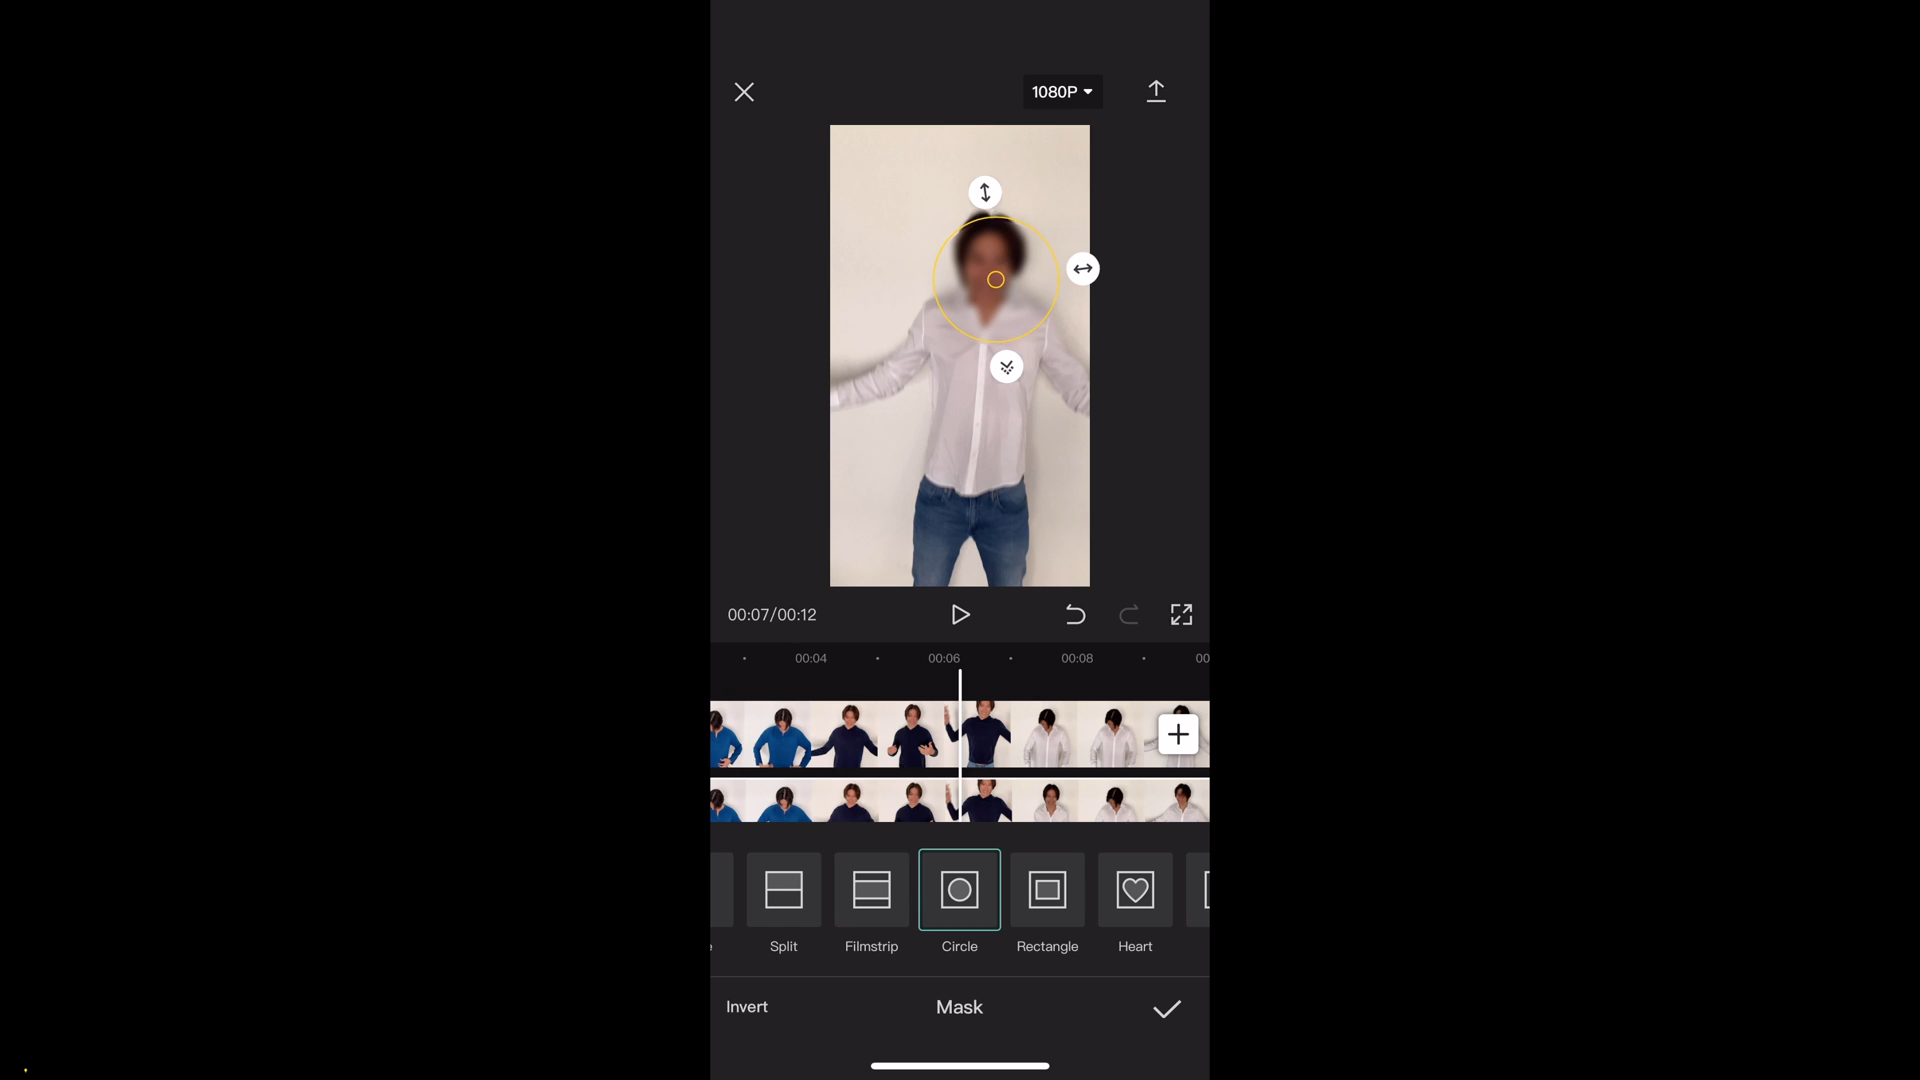 1080P
00:07/00:12
00:04
00:06
00:08
00
Split
Filmstrip
Circle
Rectangle
Heart
Invert
Mask